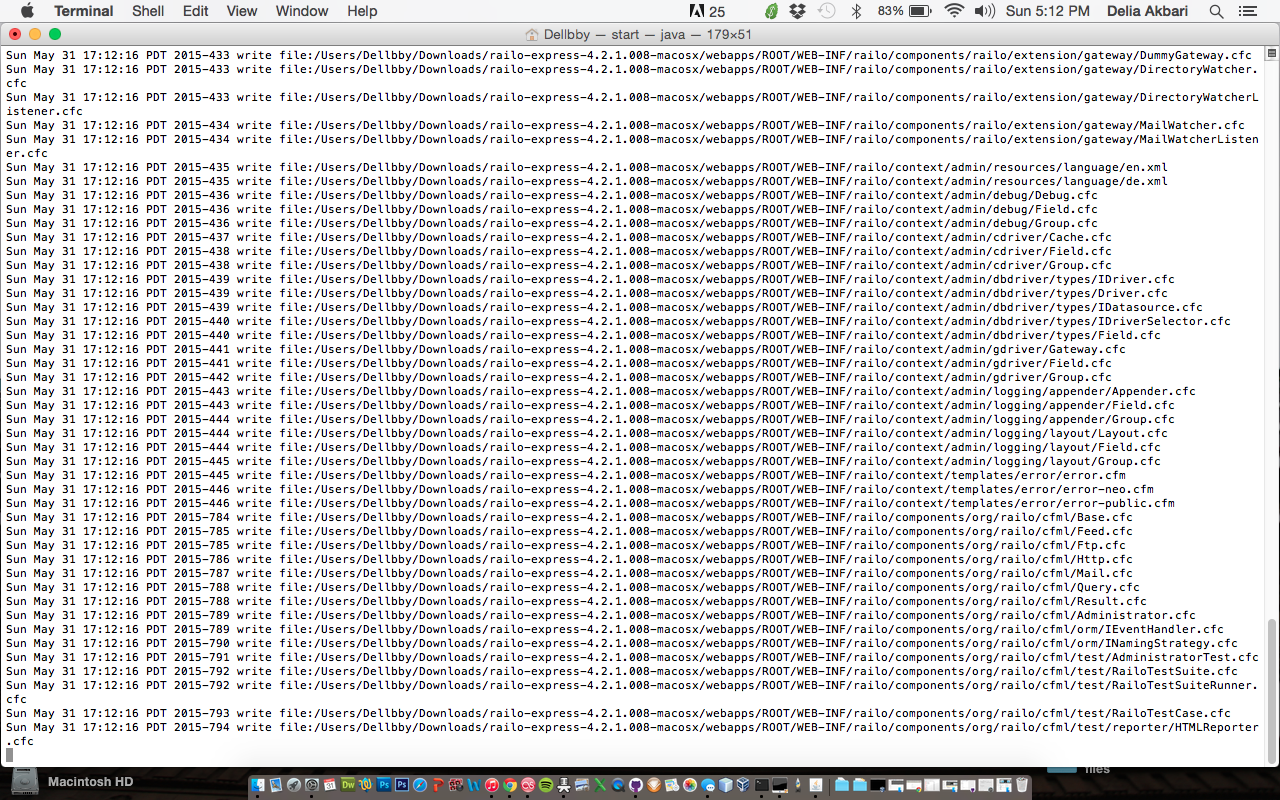 Terminal Shell Edit View Window Help 25 83% Sun 5:12 PM Delia Akbari
Dellbby — start — java — 179×51
Sun May 31 17:12:16 PDT 2015-433 write file:/Users/Dellbby/Downloads/railo-express-4.2.1.008-macosx/webapps/ROOT/WEB-INF/railo/components/railo/extension/gateway/DummyGateway.cfc
Sun May 31 17:12:16 PDT 2015-433 write file:/Users/Dellbby/Downloads/railo-express-4.2.1.008-macosx/webapps/ROOT/WEB-INF/railo/components/railo/extension/gateway/DirectoryWatcher.
cfc
Sun May 31 17:12:16 PDT 2015-433 write file:/Users/Dellbby/Downloads/railo-express-4.2.1.008-macosx/webapps/ROOT/WEB-INF/railo/components/railo/extension/gateway/DirectoryWatcherL
istener.cfc
Sun May 31 17:12:16 PDT 2015-434 write file:/Users/Dellbby/Downloads/railo-express-4.2.1.008-macosx/webapps/ROOT/WEB-INF/railo/components/railo/extension/gateway/MailWatcher.cfc
Sun May 31 17:12:16 PDT 2015-434 write file:/Users/Dellbby/Downloads/railo-express-4.2.1.008-macosx/webapps/ROOT/WEB-INF/railo/components/railo/extension/gateway/MailWatcherListen
er.cfc
Sun May 31 17:12:16 PDT 2015-435 write file:/Users/Dellbby/Downloads/railo-express-4.2.1.008-macosx/webapps/ROOT/WEB-INF/railo/context/admin/resources/language/en.xml
Sun May 31 17:12:16 PDT 2015-435 write file:/Users/Dellbby/Downloads/railo-express-4.2.1.008-macosx/webapps/ROOT/WEB-INF/railo/context/admin/resources/language/de.xml
Sun May 31 17:12:16 PDT 2015-436 write file:/Users/Dellbby/Downloads/railo-express-4.2.1.008-macosx/webapps/ROOT/WEB-INF/railo/context/admin/debug/Debug.cfc
Sun May 31 17:12:16 PDT 2015-436 write file:/Users/Dellbby/Downloads/railo-express-4.2.1.008-macosx/webapps/ROOT/WEB-INF/railo/context/admin/debug/Field.cfc
Sun May 31 17:12:16 PDT 2015-436 write file:/Users/Dellbby/Downloads/railo-express-4.2.1.008-macosx/webapps/ROOT/WEB-INF/railo/context/admin/debug/Group.cfc
Sun May 31 17:12:16 PDT 2015-437 write file:/Users/Dellbby/Downloads/railo-express-4.2.1.008-macosx/webapps/ROOT/WEB-INF/railo/context/admin/cdriver/Cache.cfc
Sun May 31 17:12:16 PDT 2015-438 write file:/Users/Dellbby/Downloads/railo-express-4.2.1.008-macosx/webapps/ROOT/WEB-INF/railo/context/admin/cdriver/Field.cfc
Sun May 31 17:12:16 PDT 2015-438 write file:/Users/Dellbby/Downloads/railo-express-4.2.1.008-macosx/webapps/ROOT/WEB-INF/railo/context/admin/cdriver/Group.cfc
Sun May 31 17:12:16 PDT 2015-439 write file:/Users/Dellbby/Downloads/railo-express-4.2.1.008-macosx/webapps/ROOT/WEB-INF/railo/context/admin/dbdriver/types/IDriver.cfc
Sun May 31 17:12:16 PDT 2015-439 write file:/Users/Dellbby/Downloads/railo-express-4.2.1.008-macosx/webapps/ROOT/WEB-INF/railo/context/admin/dbdriver/types/Driver.cfc
Sun May 31 17:12:16 PDT 2015-439 write file:/Users/Dellbby/Downloads/railo-express-4.2.1.008-macosx/webapps/ROOT/WEB-INF/railo/context/admin/dbdriver/types/IDatasource.cfc
Sun May 31 17:12:16 PDT 2015-440 write file:/Users/Dellbby/Downloads/railo-express-4.2.1.008-macosx/webapps/ROOT/WEB-INF/railo/context/admin/dbdriver/types/IDriverSelector.cfc
Sun May 31 17:12:16 PDT 2015-440 write file:/Users/Dellbby/Downloads/railo-express-4.2.1.008-macosx/webapps/ROOT/WEB-INF/railo/context/admin/dbdriver/types/Field.cfc
Sun May 31 17:12:16 PDT 2015-441 write file:/Users/Dellbby/Downloads/railo-express-4.2.1.008-macosx/webapps/ROOT/WEB-INF/railo/context/admin/gdriver/Gateway.cfc
Sun May 31 17:12:16 PDT 2015-441 write file:/Users/Dellbby/Downloads/railo-express-4.2.1.008-macosx/webapps/ROOT/WEB-INF/railo/context/admin/gdriver/Field.cfc
Sun May 31 17:12:16 PDT 2015-442 write file:/Users/Dellbby/Downloads/railo-express-4.2.1.008-macosx/webapps/ROOT/WEB-INF/railo/context/admin/gdriver/Group.cfc
Sun May 31 17:12:16 PDT 2015-443 write file:/Users/Dellbby/Downloads/railo-express-4.2.1.008-macosx/webapps/ROOT/WEB-INF/railo/context/admin/logging/appender/Appender.cfc
Sun May 31 17:12:16 PDT 2015-443 write file:/Users/Dellbby/Downloads/railo-express-4.2.1.008-macosx/webapps/ROOT/WEB-INF/railo/context/admin/logging/appender/Field.cfc
Sun May 31 17:12:16 PDT 2015-444 write file:/Users/Dellbby/Downloads/railo-express-4.2.1.008-macosx/webapps/ROOT/WEB-INF/railo/context/admin/logging/appender/Group.cfc
Sun May 31 17:12:16 PDT 2015-444 write file:/Users/Dellbby/Downloads/railo-express-4.2.1.008-macosx/webapps/ROOT/WEB-INF/railo/context/admin/logging/layout/Layout.cfc
Sun May 31 17:12:16 PDT 2015-444 write file:/Users/Dellbby/Downloads/railo-express-4.2.1.008-macosx/webapps/ROOT/WEB-INF/railo/context/admin/logging/layout/Field.cfc
Sun May 31 17:12:16 PDT 2015-445 write file:/Users/Dellbby/Downloads/railo-express-4.2.1.008-macosx/webapps/ROOT/WEB-INF/railo/context/admin/logging/layout/Group.cfc
Sun May 31 17:12:16 PDT 2015-445 write file:/Users/Dellbby/Downloads/railo-express-4.2.1.008-macosx/webapps/ROOT/WEB-INF/railo/context/templates/error/error.cfm
Sun May 31 17:12:16 PDT 2015-446 write file:/Users/Dellbby/Downloads/railo-express-4.2.1.008-macosx/webapps/ROOT/WEB-INF/railo/context/templates/error/error-neo.cfm
Sun May 31 17:12:16 PDT 2015-446 write file:/Users/Dellbby/Downloads/railo-express-4.2.1.008-macosx/webapps/ROOT/WEB-INF/railo/context/templates/error/error-public.cfm
Sun May 31 17:12:16 PDT 2015-784 write file:/Users/Dellbby/Downloads/railo-express-4.2.1.008-macosx/webapps/ROOT/WEB-INF/railo/components/org/railo/cfml/Base.cfc
Sun May 31 17:12:16 PDT 2015-785 write file:/Users/Dellbby/Downloads/railo-express-4.2.1.008-macosx/webapps/ROOT/WEB-INF/railo/components/org/railo/cfml/Feed.cfc
Sun May 31 17:12:16 PDT 2015-785 write file:/Users/Dellbby/Downloads/railo-express-4.2.1.008-macosx/webapps/ROOT/WEB-INF/railo/components/org/railo/cfml/Ftp.cfc
Sun May 31 17:12:16 PDT 2015-786 write file:/Users/Dellbby/Downloads/railo-express-4.2.1.008-macosx/webapps/ROOT/WEB-INF/railo/components/org/railo/cfml/Http.cfc
Sun May 31 17:12:16 PDT 2015-787 write file:/Users/Dellbby/Downloads/railo-express-4.2.1.008-macosx/webapps/ROOT/WEB-INF/railo/components/org/railo/cfml/Mail.cfc
Sun May 31 17:12:16 PDT 2015-788 write file:/Users/Dellbby/Downloads/railo-express-4.2.1.008-macosx/webapps/ROOT/WEB-INF/railo/components/org/railo/cfml/Query.cfc
Sun May 31 17:12:16 PDT 2015-788 write file:/Users/Dellbby/Downloads/railo-express-4.2.1.008-macosx/webapps/ROOT/WEB-INF/railo/components/org/railo/cfml/Result.cfc
Sun May 31 17:12:16 PDT 2015-789 write file:/Users/Dellbby/Downloads/railo-express-4.2.1.008-macosx/webapps/ROOT/WEB-INF/railo/components/org/railo/cfml/Administrator.cfc
Sun May 31 17:12:16 PDT 2015-789 write file:/Users/Dellbby/Downloads/railo-express-4.2.1.008-macosx/webapps/ROOT/WEB-INF/railo/components/org/railo/cfml/orm/IEventHandler.cfc
Sun May 31 17:12:16 PDT 2015-790 write file:/Users/Dellbby/Downloads/railo-express-4.2.1.008-macosx/webapps/ROOT/WEB-INF/railo/components/org/railo/cfml/orm/INamingStrategy.cfc
Sun May 31 17:12:16 PDT 2015-791 write file:/Users/Dellbby/Downloads/railo-express-4.2.1.008-macosx/webapps/ROOT/WEB-INF/railo/components/org/railo/cfml/test/AdministratorTest.cfc
Sun May 31 17:12:16 PDT 2015-792 write file:/Users/Dellbby/Downloads/railo-express-4.2.1.008-macosx/webapps/ROOT/WEB-INF/railo/components/org/railo/cfml/test/RailoTestSuite.cfc
Sun May 31 17:12:16 PDT 2015-792 write file:/Users/Dellbby/Downloads/railo-express-4.2.1.008-macosx/webapps/ROOT/WEB-INF/railo/components/org/railo/cfml/test/RailoTestSuiteRunner.
cfc
Sun May 31 17:12:16 PDT 2015-793 write file:/Users/Dellbby/Downloads/railo-express-4.2.1.008-macosx/webapps/ROOT/WEB-INF/railo/components/org/railo/cfml/test/RailoTestCase.cfc
Sun May 31 17:12:16 PDT 2015-794 write file:/Users/Dellbby/Downloads/railo-express-4.2.1.008-macosx/webapps/ROOT/WEB-INF/railo/components/org/railo/cfml/test/reporter/HTMLReporter
.cfc
Macintosh HD
files
Dw Ps Ps